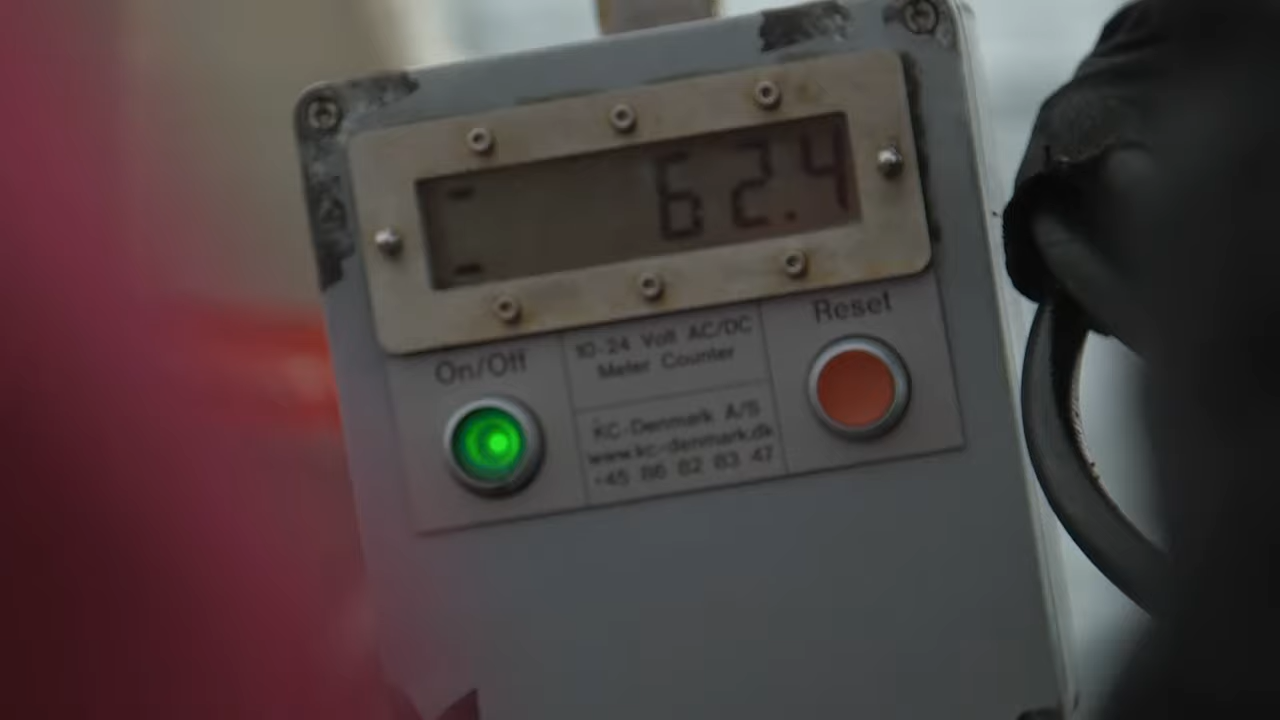 62.4
On/Off
10-24 Volt AC/DC
Meter Counter
KC-Denmark A/S
www.kc-denmark.dk
+45 86 82 83 47
Reset